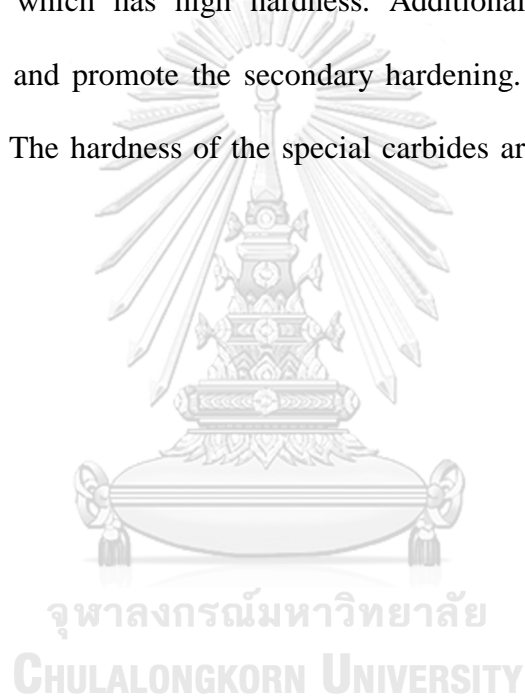 which has high hardness. Additional
and promote the secondary hardening.
The hardness of the special carbides ar
จุฬาลงกรณ์มหาวิทยาลัย
CHULALONGKORN UNIVERSITY